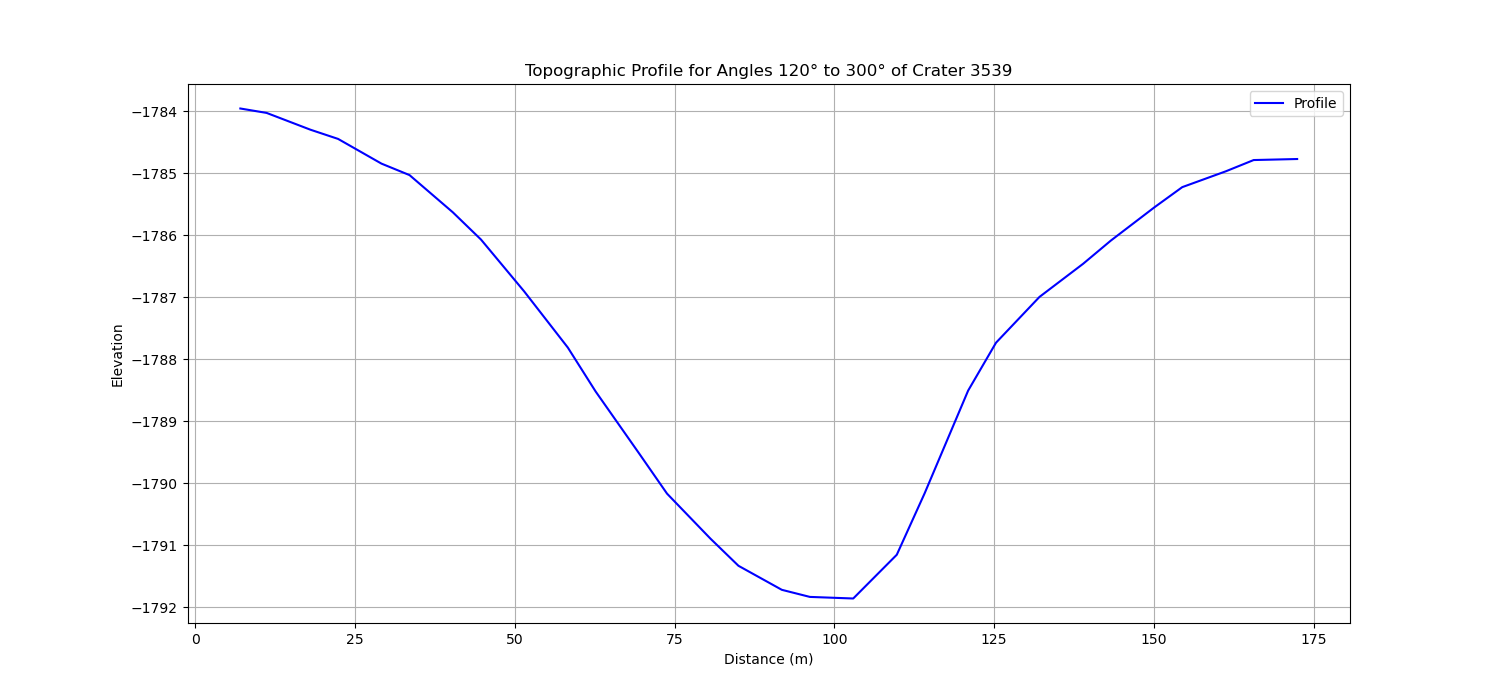 Topographic Profile for Angles 120° to 300° of Crater 3539
Profile
−1784
−1785
−1786
−1787
−1788
−1789
−1790
−1791
−1792
Elevation
0 25 50 75 100 125 150 175
Distance (m)